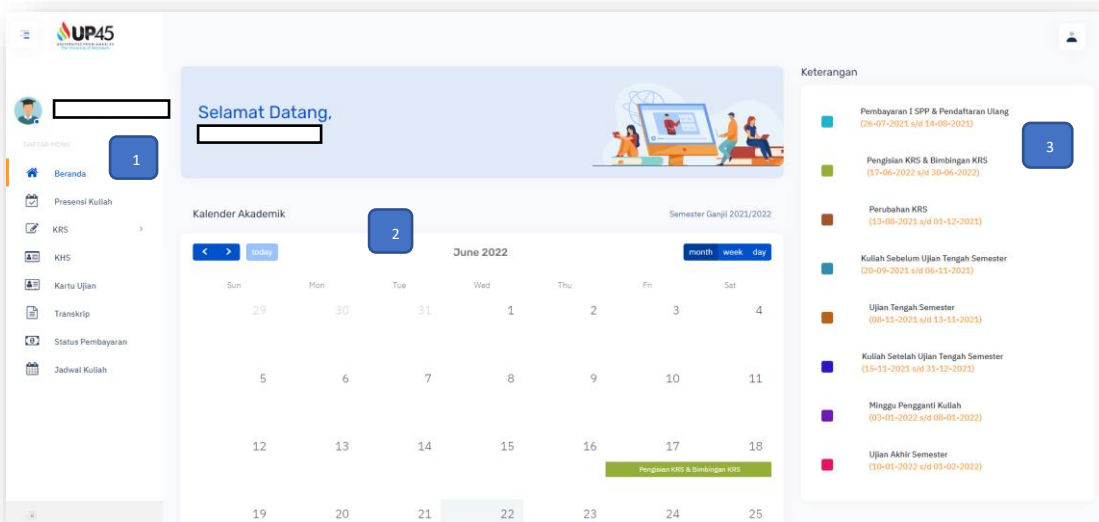 UP45
UNIVERSITAS PROKLAMASI 45
DAFTAR MENU
1
Beranda
Presensi Kuliah
KRS
KHS
Kartu Ujian
Transkrip
Status Pembayaran
Jadwal Kuliah
Selamat Datang,
Kalender Akademik
Semester Ganjil 2021/2022
2
today
June 2022
month week day
Sun Mon Tue Wed Thu Fri Sat
29 30 31 1 2 3 4
5 6 7 8 9 10 11
12 13 14 15 16 17 18
Pengisian KRS & Bimbingan KRS
19 20 21 22 23 24 25
Keterangan
3
Pembayaran I SPP & Pendaftaran Ulang
(26-07-2021 s/d 14-08-2021)
Pengisian KRS & Bimbingan KRS
(17-06-2022 s/d 30-06-2022)
Perubahan KRS
(13-08-2021 s/d 01-12-2021)
Kuliah Sebelum Ujian Tengah Semester
(20-09-2021 s/d 06-11-2021)
Ujian Tengah Semester
(08-11-2021 s/d 13-11-2021)
Kuliah Setelah Ujian Tengah Semester
(15-11-2021 s/d 31-12-2021)
Minggu Pengganti Kuliah
(03-01-2022 s/d 08-01-2022)
Ujian Akhir Semester
(10-01-2022 s/d 01-02-2022)